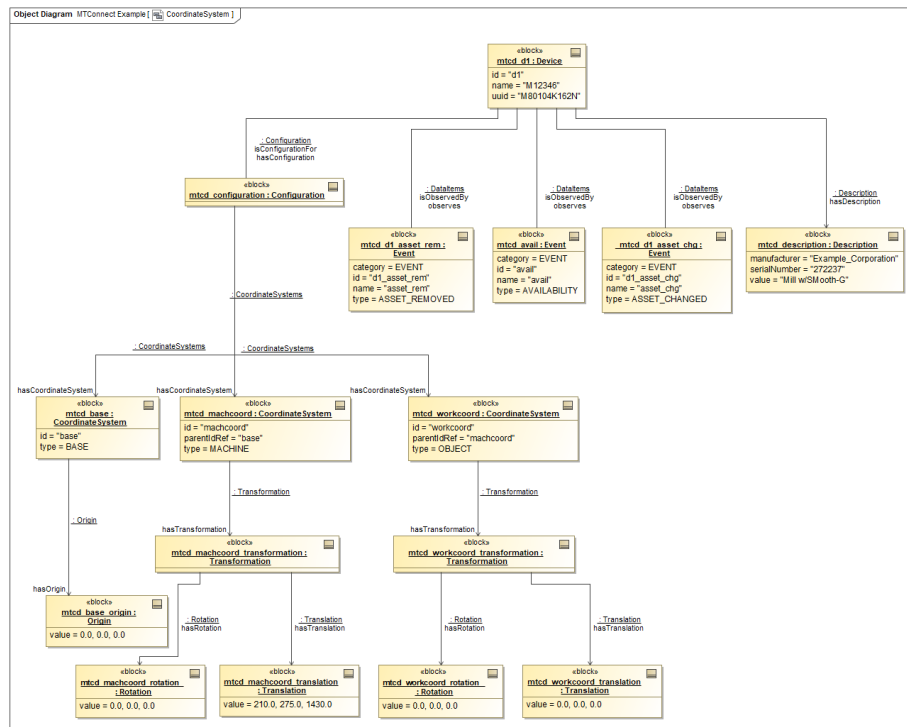 Object Diagram MTConnect Example [ CoordinateSystem ]
«block»
mtcd_d1 : Device
id = "d1"
name = "M12346"
uuid = "M80104K162N"
: Configuration
isConfigurationFor
hasConfiguration
: DataItems
isObservedBy
observes
: DataItems
isObservedBy
observes
: DataItems
isObservedBy
observes
: Description
hasDescription
«block»
mtcd_configuration : Configuration
«block»
mtcd_d1_asset_rem : Event
category = EVENT
id = "d1_asset_rem"
name = "asset_rem"
type = ASSET_REMOVED
«block»
mtcd_avail : Event
category = EVENT
id = "avail"
name = "avail"
type = AVAILABILITY
«block»
mtcd_d1_asset_chg :
Event
category = EVENT
id = "d1_asset_chg"
name = "asset_chg"
type = ASSET_CHANGED
«block»
mtcd_description : Description
manufacturer = "Example_Corporation"
serialNumber = "272237"
value = "Mill w/SMooth-G"
: CoordinateSystems
: CoordinateSystems
: CoordinateSystems
hasCoordinateSystem
hasCoordinateSystem
hasCoordinateSystem
«block»
mtcd_base :
CoordinateSystem
id = "base"
type = BASE
«block»
mtcd_machcoord : CoordinateSystem
id = "machcoord"
parentIdRef = "base"
type = MACHINE
«block»
mtcd_workcoord : CoordinateSystem
id = "workcoord"
parentIdRef = "machcoord"
type = OBJECT
: Origin
: Transformation
: Transformation
hasTransformation
hasTransformation
«block»
mtcd_machcoord_transformation :
Transformation
«block»
mtcd_workcoord_transformation :
Transformation
hasOrigin
«block»
mtcd_base_origin :
Origin
value = 0.0, 0.0, 0.0
: Rotation
hasRotation
: Translation
hasTranslation
: Rotation
hasRotation
: Translation
hasTranslation
«block»
mtcd_machcoord_rotation
: Rotation
value = 0.0, 0.0, 0.0
«block»
mtcd_machcoord_translation
: Translation
value = 210.0, 275.0, 1430.0
«block»
mtcd_workcoord_rotation
: Rotation
value = 0.0, 0.0, 0.0
«block»
mtcd_workcoord_translation
: Translation
value = 0.0, 0.0, 0.0